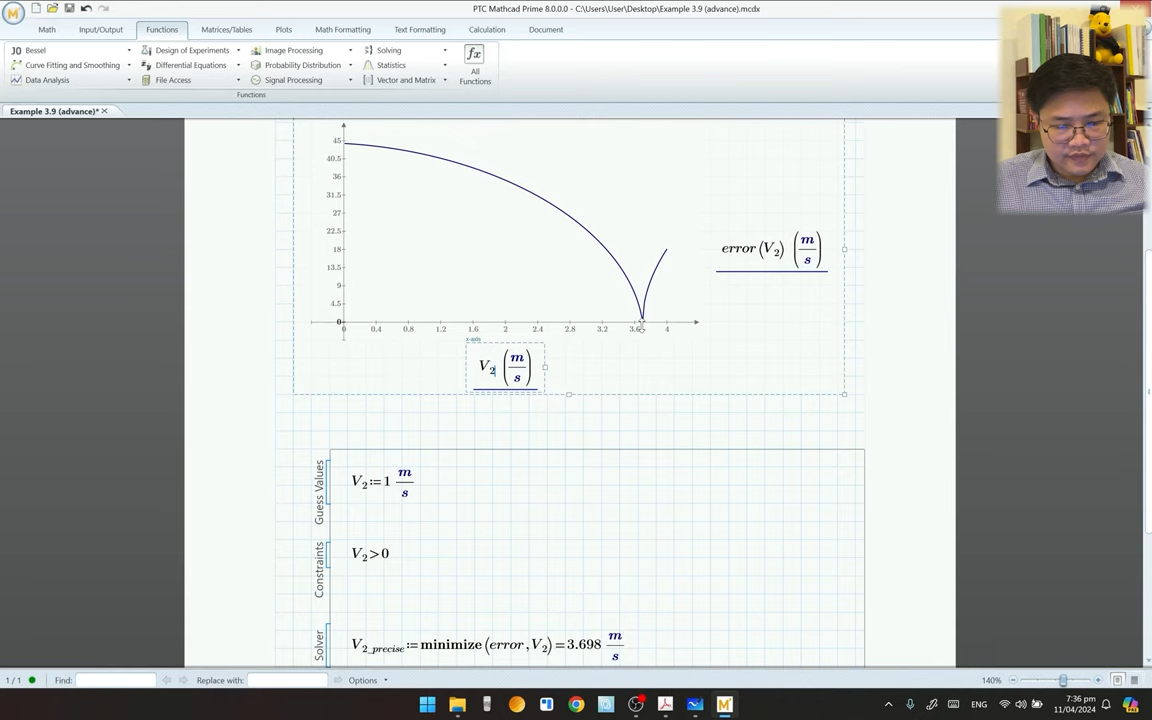 PTC Mathcad Prime 8.0.0.0 - C:\Users\User\Desktop\Example 3.9 (advance).mcdx
Math Input/Output Functions Matrices/Tables Plots Math Formatting Text Formatting Calculation Document
Bessel Design of Experiments Image Processing Solving
Curve Fitting and Smoothing Differential Equations Probability Distribution Statistics
Data Analysis File Access Signal Processing Vector and Matrix
fx
All
Functions
Functions
Example 3.9 (advance)*
45
40.5
36
31.5
27
22.5
18
13.5
9
4.5
0
0 0.4 0.8 1.2 1.6 2 2.4 2.8 3.2 3.6 4
error(V2) (m/s)
x-axis
V2 (m/s)
Guess Values
V2:=1 m/s
Constraints
V2>0
Solver
V2_precise:=minimize(error,V2)=3.698 m/s
1 / 1 Find: Replace with: Options 140%
ENG
7:36 pm
11/04/2024